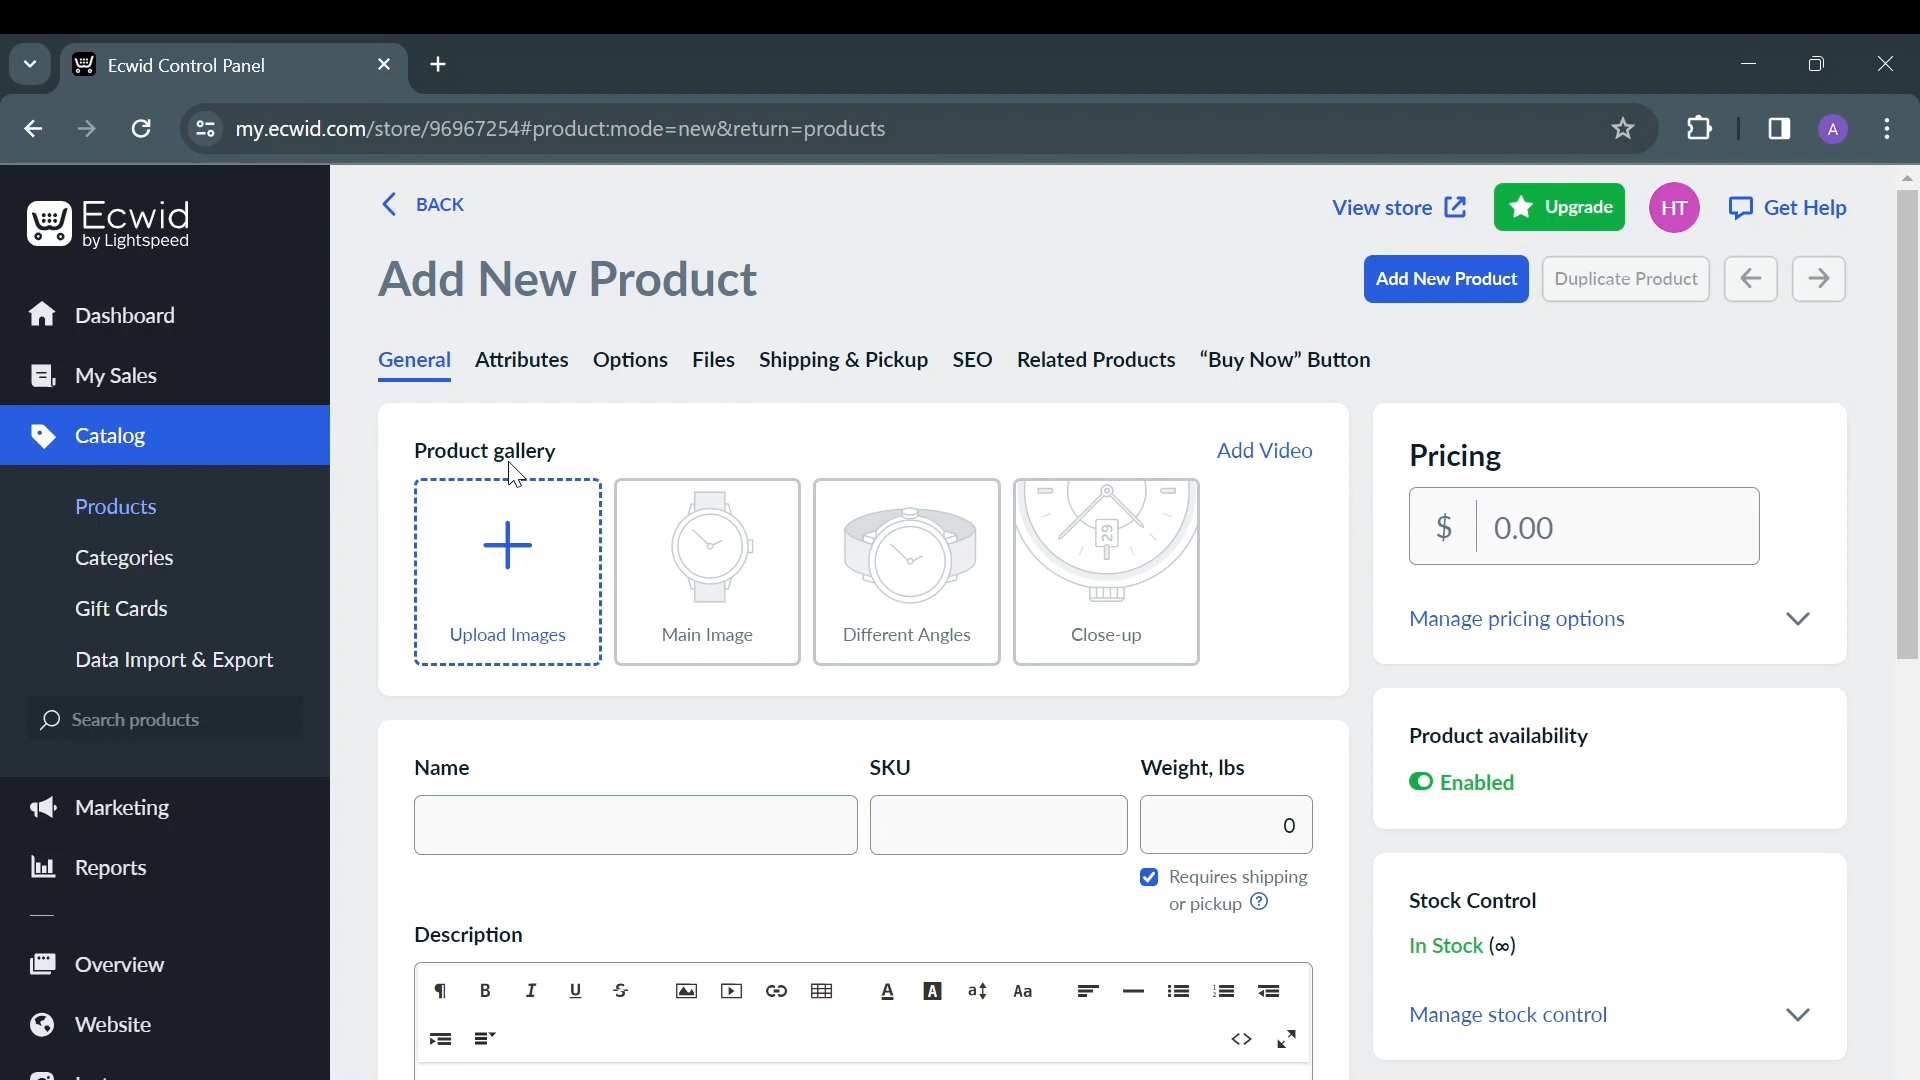 Ecwid Control Panel
my.ecwid.com/store/96967254#product:mode=new&return=products
A
Ecwid
by Lightspeed
Dashboard
My Sales
Catalog
Products
Categories
Gift Cards
Data Import & Export
Search products
Marketing
Reports
Overview
Website
BACK
View store
Upgrade
HT
Get Help
Add New Product
Add New Product
Duplicate Product
General Attributes Options Files Shipping & Pickup SEO Related Products “Buy Now” Button
Product gallery
Add Video
Upload Images
Main Image
Different Angles
29
Close-up
Name
SKU
Weight, lbs
0
Requires shipping
or pickup
Description
Pricing
$ 0.00
Manage pricing options
Product availability
Enabled
Stock Control
In Stock (∞)
Manage stock control